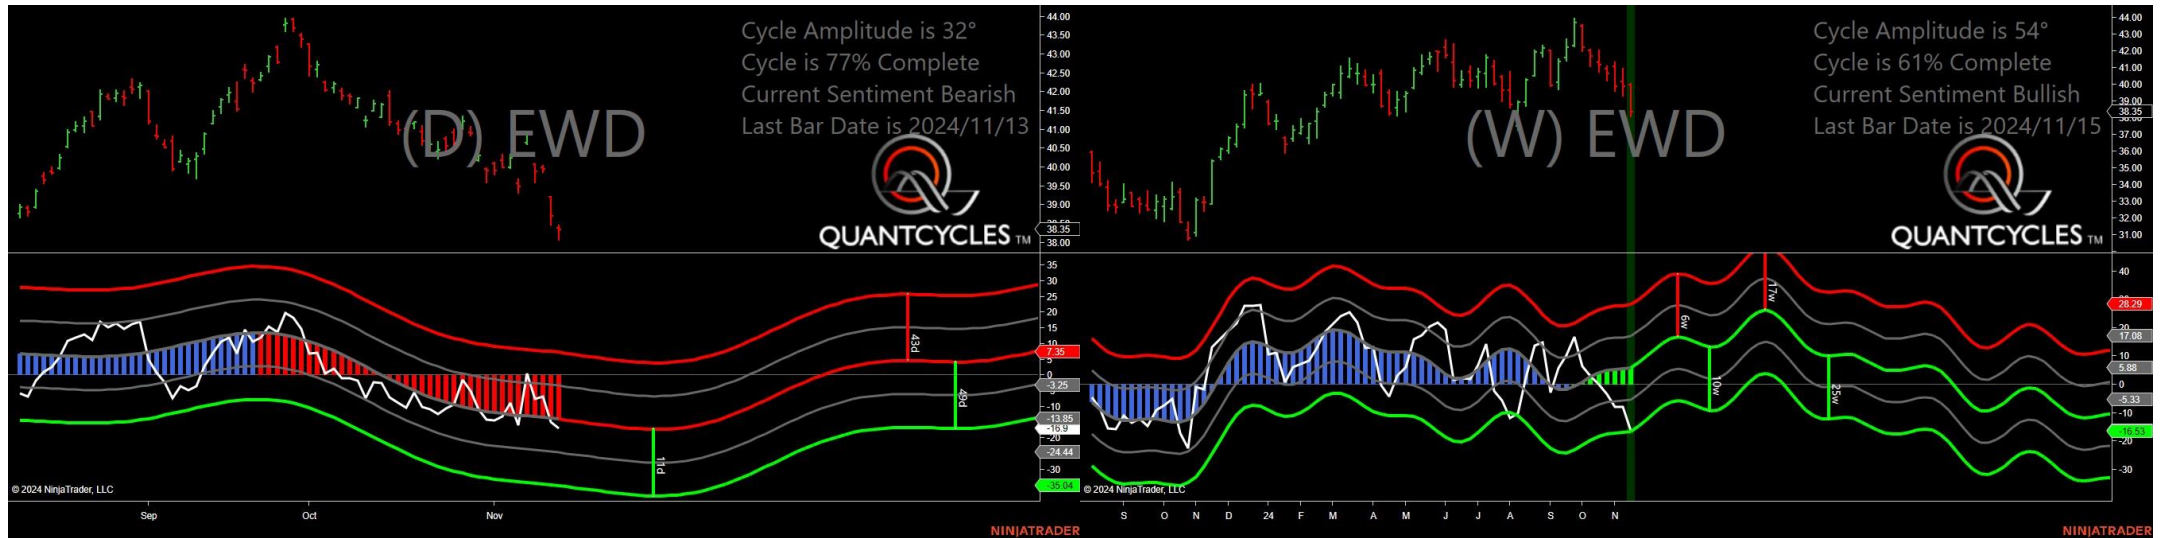 Cycle Amplitude is 32°
Cycle is 77% Complete
Current Sentiment Bearish
Last Bar Date is 2024/11/13
(D) EWD
QUANTCYCLES TM
44.00
43.50
43.00
42.50
42.00
41.50
41.00
40.50
40.00
39.50
39.00
38.35
38.00
35
30
25
20
15
10
5
7.35
0
-3.25
-10
-13.85
-16.9
-20
-24.44
-30
-35.04
43d
49d
11d
© 2024 NinjaTrader, LLC
Sep
Oct
Nov
NINJATRADER
Cycle Amplitude is 54°
Cycle is 61% Complete
Current Sentiment Bullish
Last Bar Date is 2024/11/15
(W) EWD
QUANTCYCLES TM
44.00
43.00
42.00
41.00
40.00
39.00
38.35
37.00
36.00
35.00
34.00
33.00
32.00
31.00
40
28.29
20
17.08
10
5.88
0
-5.33
-10
-16.53
-20
-30
6w
17w
10w
25w
© 2024 NinjaTrader, LLC
S O N D 24 F M A M J J A S O N
NINJATRADER